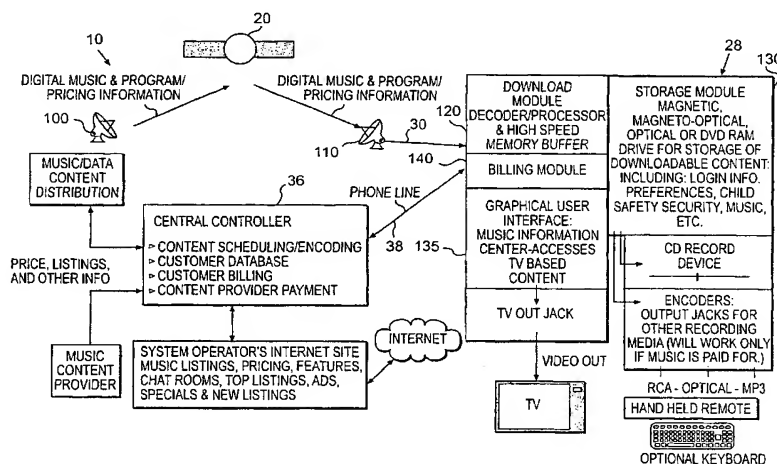 10
20
28
130
DIGITAL MUSIC & PROGRAM/
PRICING INFORMATION
DIGITAL MUSIC & PROGRAM/
PRICING INFORMATION
100
110
30
120
140
MUSIC/DATA
CONTENT
DISTRIBUTION
36
PHONE LINE
38
135
CENTRAL CONTROLLER
▹ CONTENT SCHEDULING/ENCODING
▹ CUSTOMER DATABASE
▹ CUSTOMER BILLING
▹ CONTENT PROVIDER PAYMENT
PRICE, LISTINGS,
AND OTHER INFO
MUSIC
CONTENT
PROVIDER
SYSTEM OPERATOR'S INTERNET SITE
MUSIC LISTINGS, PRICING, FEATURES,
CHAT ROOMS, TOP LISTINGS, ADS,
SPECIALS & NEW LISTINGS
INTERNET
DOWNLOAD
MODULE
DECODER/PROCESSOR
& HIGH SPEED
MEMORY BUFFER
BILLING MODULE
GRAPHICAL USER
INTERFACE:
MUSIC INFORMATION
CENTER-ACCESSES
TV BASED
CONTENT
TV OUT JACK
VIDEO OUT
TV
STORAGE MODULE
MAGNETIC,
MAGNETO-OPTICAL,
OPTICAL OR DVD RAM
DRIVE FOR STORAGE OF
DOWNLOADABLE CONTENT:
INCLUDING: LOGIN INFO.
PREFERENCES, CHILD
SAFETY SECURITY, MUSIC,
ETC.
CD RECORD
DEVICE
ENCODERS:
OUTPUT JACKS FOR
OTHER RECORDING
MEDIA (WILL WORK ONLY
IF MUSIC IS PAID FOR.)
RCA - OPTICAL - MP3
HAND HELD REMOTE
OPTIONAL KEYBOARD